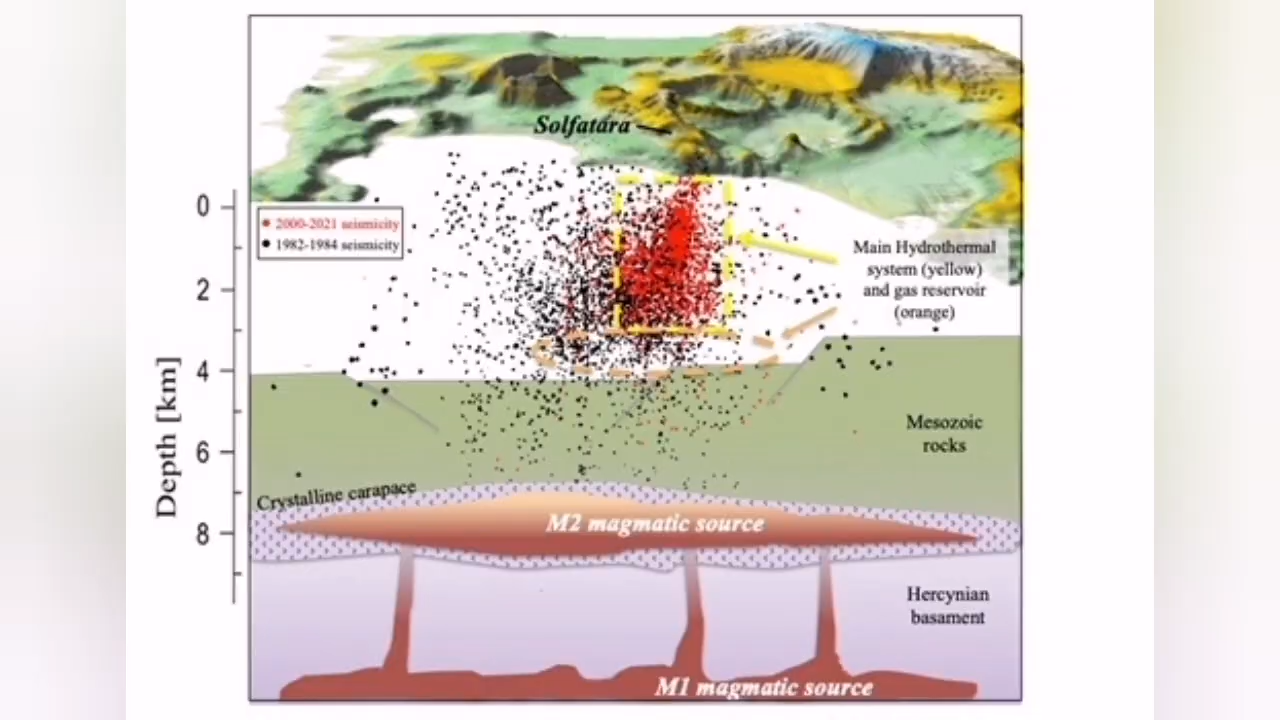 Solfatara
0
2000-2021 seismicity
1982-1984 seismicity
Main Hydrothermal
system (yellow)
and gas reservoir
(orange)
2
4
Depth [km]
Mesozoic
rocks
6
Crystalline carapace
M2 magmatic source
8
Hercynian
basament
M1 magmatic source